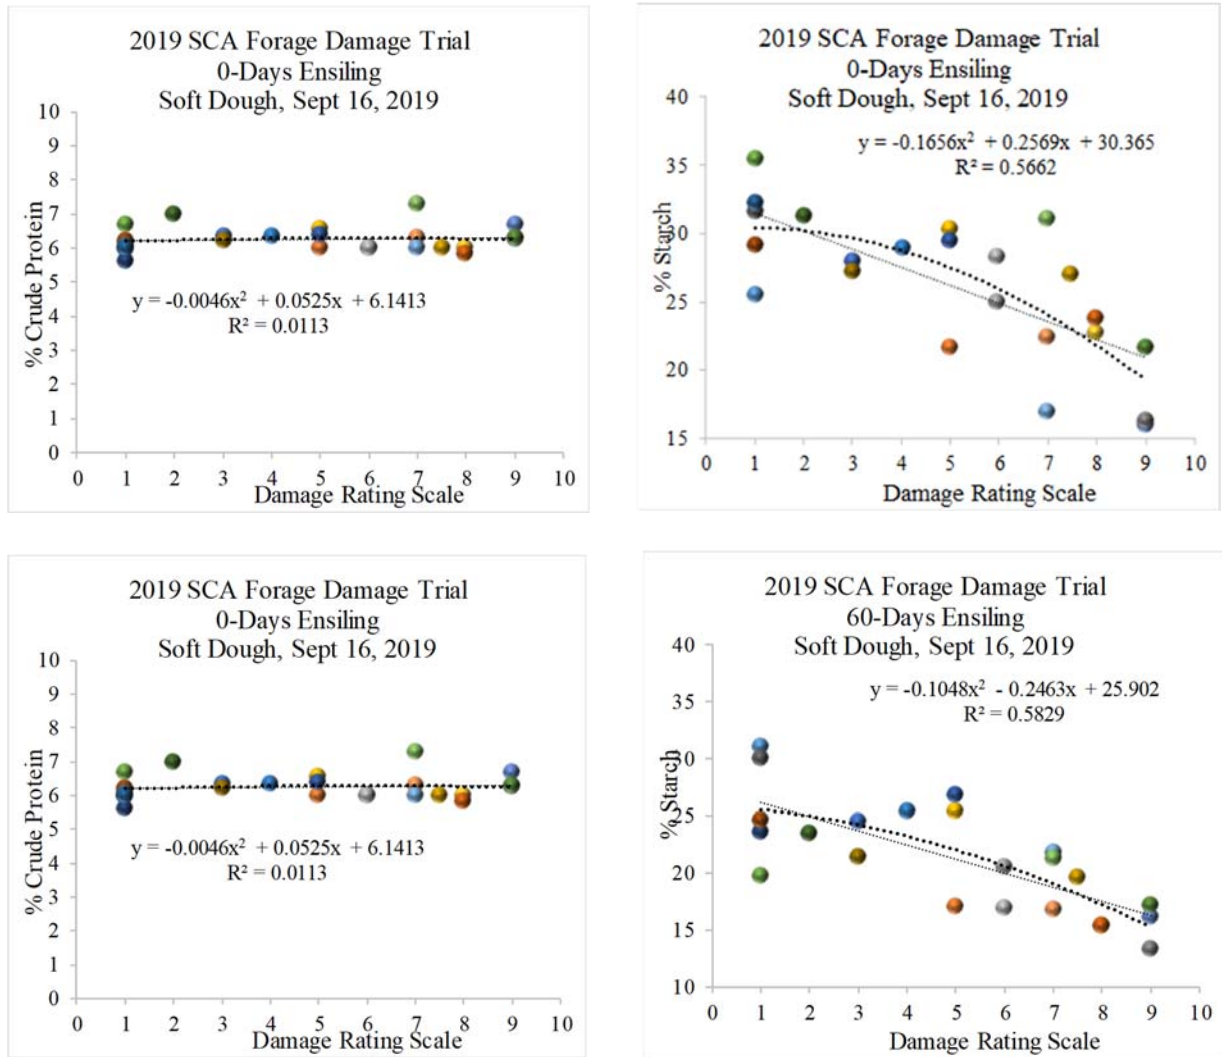 2019 SCA Forage Damage Trial
0-Days Ensiling
Soft Dough, Sept 16, 2019
10
9
8
7
6
5
4
3
2
1
0
% Crude Protein
y = -0.0046x² + 0.0525x + 6.1413
R² = 0.0113
0 1 2 3 4 5 6 7 8 9 10
Damage Rating Scale
2019 SCA Forage Damage Trial
0-Days Ensiling
Soft Dough, Sept 16, 2019
40
35
30
25
20
15
% Starch
y = -0.1656x² + 0.2569x + 30.365
R² = 0.5662
0 1 2 3 4 5 6 7 8 9 10
Damage Rating Scale
2019 SCA Forage Damage Trial
0-Days Ensiling
Soft Dough, Sept 16, 2019
10
9
8
7
6
5
4
3
2
1
0
% Crude Protein
y = -0.0046x² + 0.0525x + 6.1413
R² = 0.0113
0 1 2 3 4 5 6 7 8 9 10
Damage Rating Scale
2019 SCA Forage Damage Trial
60-Days Ensiling
Soft Dough, Sept 16, 2019
40
35
30
25
20
15
10
% Starch
y = -0.1048x² - 0.2463x + 25.902
R² = 0.5829
0 1 2 3 4 5 6 7 8 9 10
Damage Rating Scale